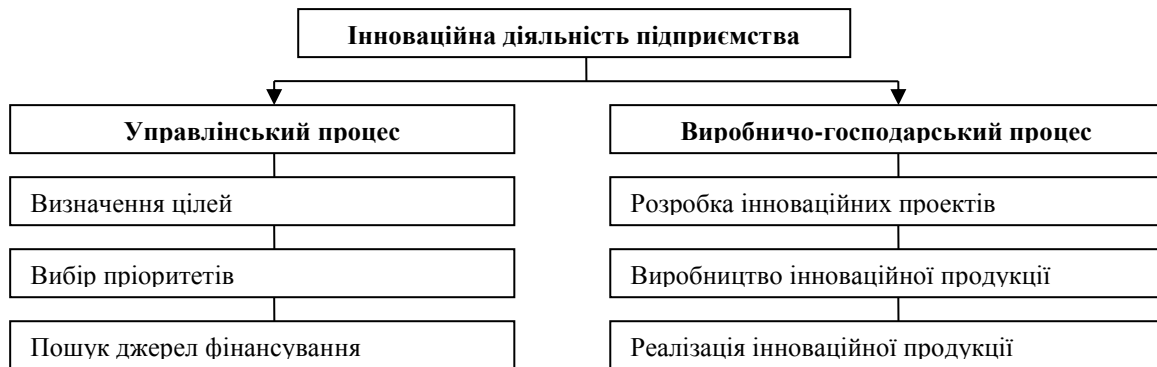 Інноваційна діяльність підприємства
Управлінський процес
Визначення цілей
Вибір пріоритетів
Пошук джерел фінансування
Виробничо-господарський процес
Розробка інноваційних проектів
Виробництво інноваційної продукції
Реалізація інноваційної продукції